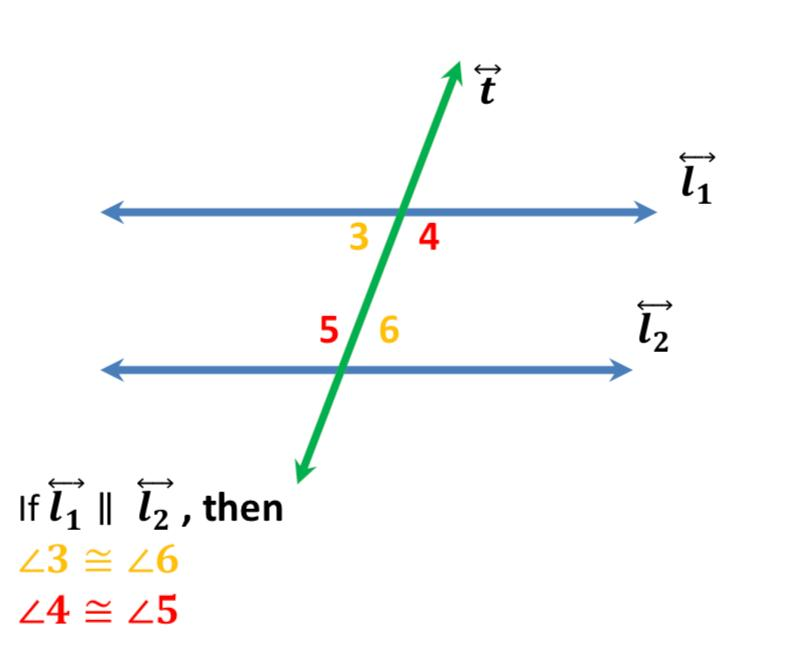 t
l₁
3 4
5 6
l₂
If l₁ ∥ l₂ , then
∠3 ≅ ∠6
∠4 ≅ ∠5